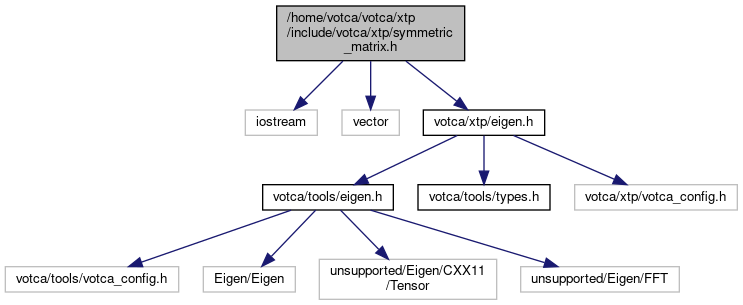 /home/votca/votca/xtp
/include/votca/xtp/symmetric
_matrix.h
iostream
vector
votca/xtp/eigen.h
votca/tools/eigen.h
votca/tools/types.h
votca/xtp/votca_config.h
votca/tools/votca_config.h
Eigen/Eigen
unsupported/Eigen/CXX11
/Tensor
unsupported/Eigen/FFT